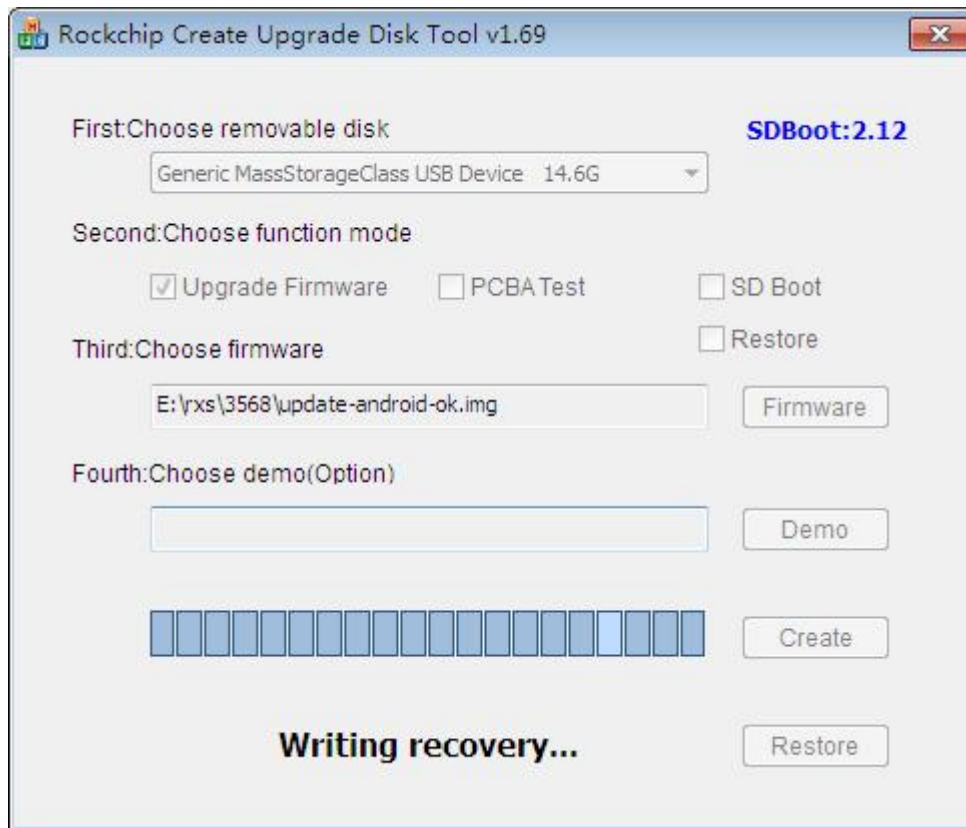 Rockchip Create Upgrade Disk Tool v1.69
First:Choose removable disk
SDBoot:2.12
Generic MassStorageClass USB Device 14.6G
Second:Choose function mode
Upgrade Firmware
PCBA Test
SD Boot
Third:Choose firmware
Restore
E:\rxs\3568\update-android-ok.img
Firmware
Fourth:Choose demo(Option)
Demo
Create
Writing recovery...
Restore